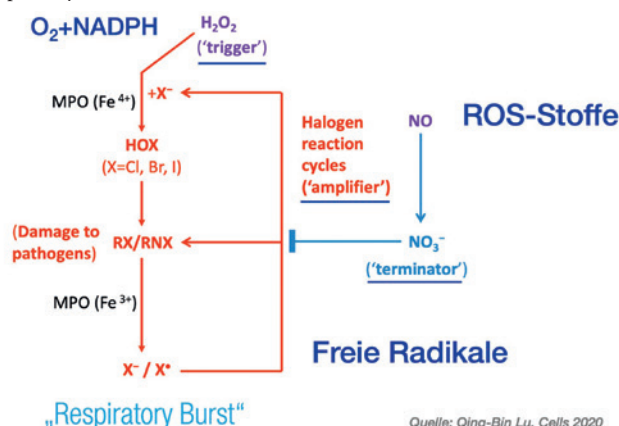 O₂+NADPH
H₂O₂
('trigger')
MPO (Fe⁴⁺)
+X⁻
HOX
(X=Cl, Br, I)
Halogen
reaction
cycles
('amplifier')
NO
ROS-Stoffe
(Damage to
pathogens)
RX/RNX
NO₃⁻
('terminator')
MPO (Fe³⁺)
X⁻ / X•
Freie Radikale
„Respiratory Burst“
Quelle: Qing-Bin Lu, Cells 2020